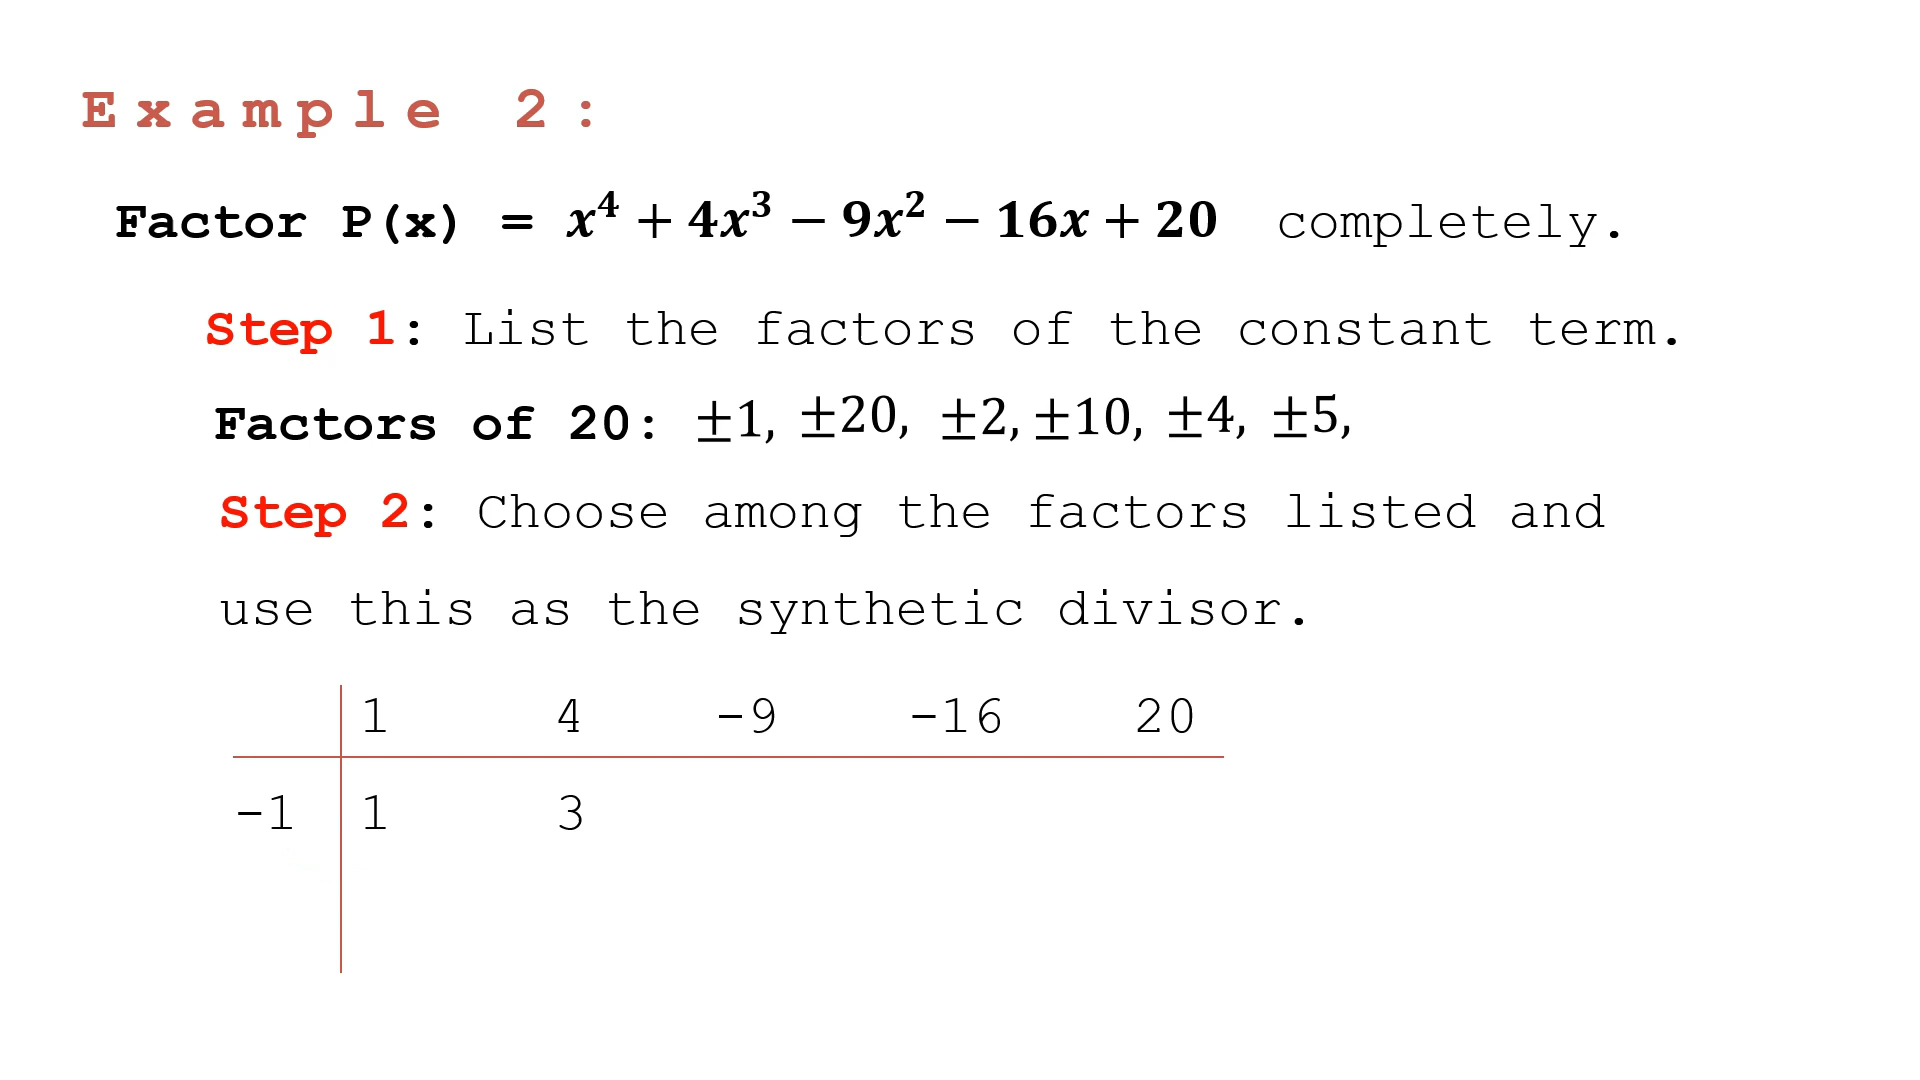 Example 2:
Factor P(x) = x⁴ + 4x³ − 9x² − 16x + 20 completely.
Step 1: List the factors of the constant term.
Factors of 20: ±1, ±20, ±2, ±10, ±4, ±5,
Step 2: Choose among the factors listed and
use this as the synthetic divisor.
1 4 -9 -16 20
-1 1 3